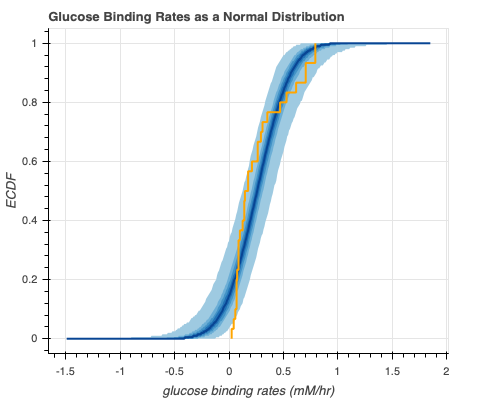 Glucose Binding Rates as a Normal Distribution
1
0.8
0.6
0.4
0.2
0
ECDF
-1.5 -1 -0.5 0 0.5 1 1.5 2
glucose binding rates (mM/hr)